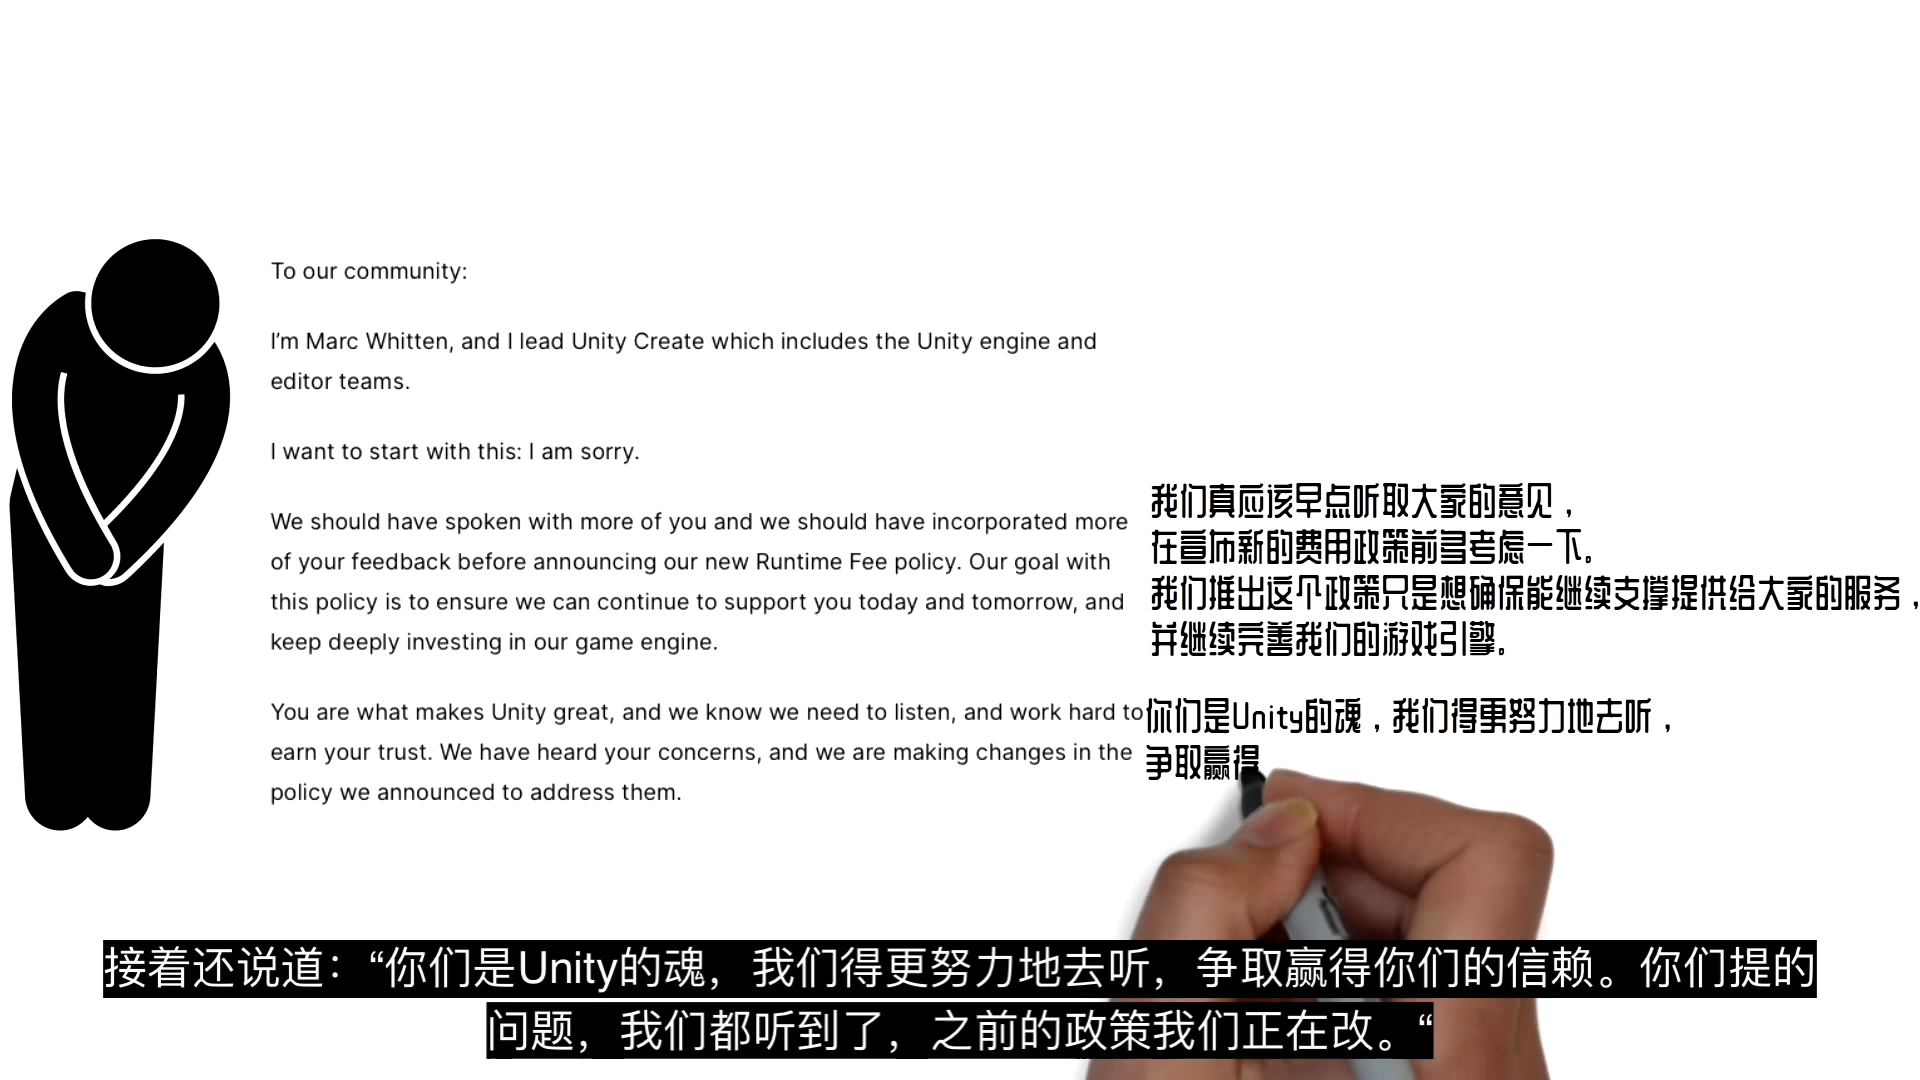 To our community:
I’m Marc Whitten, and I lead Unity Create which includes the Unity engine and
editor teams.
I want to start with this: I am sorry.
We should have spoken with more of you and we should have incorporated more
of your feedback before announcing our new Runtime Fee policy. Our goal with
this policy is to ensure we can continue to support you today and tomorrow, and
keep deeply investing in our game engine.
You are what makes Unity great, and we know we need to listen, and work hard to
earn your trust. We have heard your concerns, and we are making changes in the
policy we announced to address them.
我们真应该早点听取大家的意见，
在宣布新的费用政策前多考虑一下。
我们推出这个政策只是想确保能继续支撑提供给大家的服务，
并继续完善我们的游戏引擎。
你们是Unity的魂，我们得更努力地去听，
争取赢得
接着还说道：“你们是Unity的魂，我们得更努力地去听，争取赢得你们的信赖。你们提的
问题，我们都听到了，之前的政策我们正在改。“